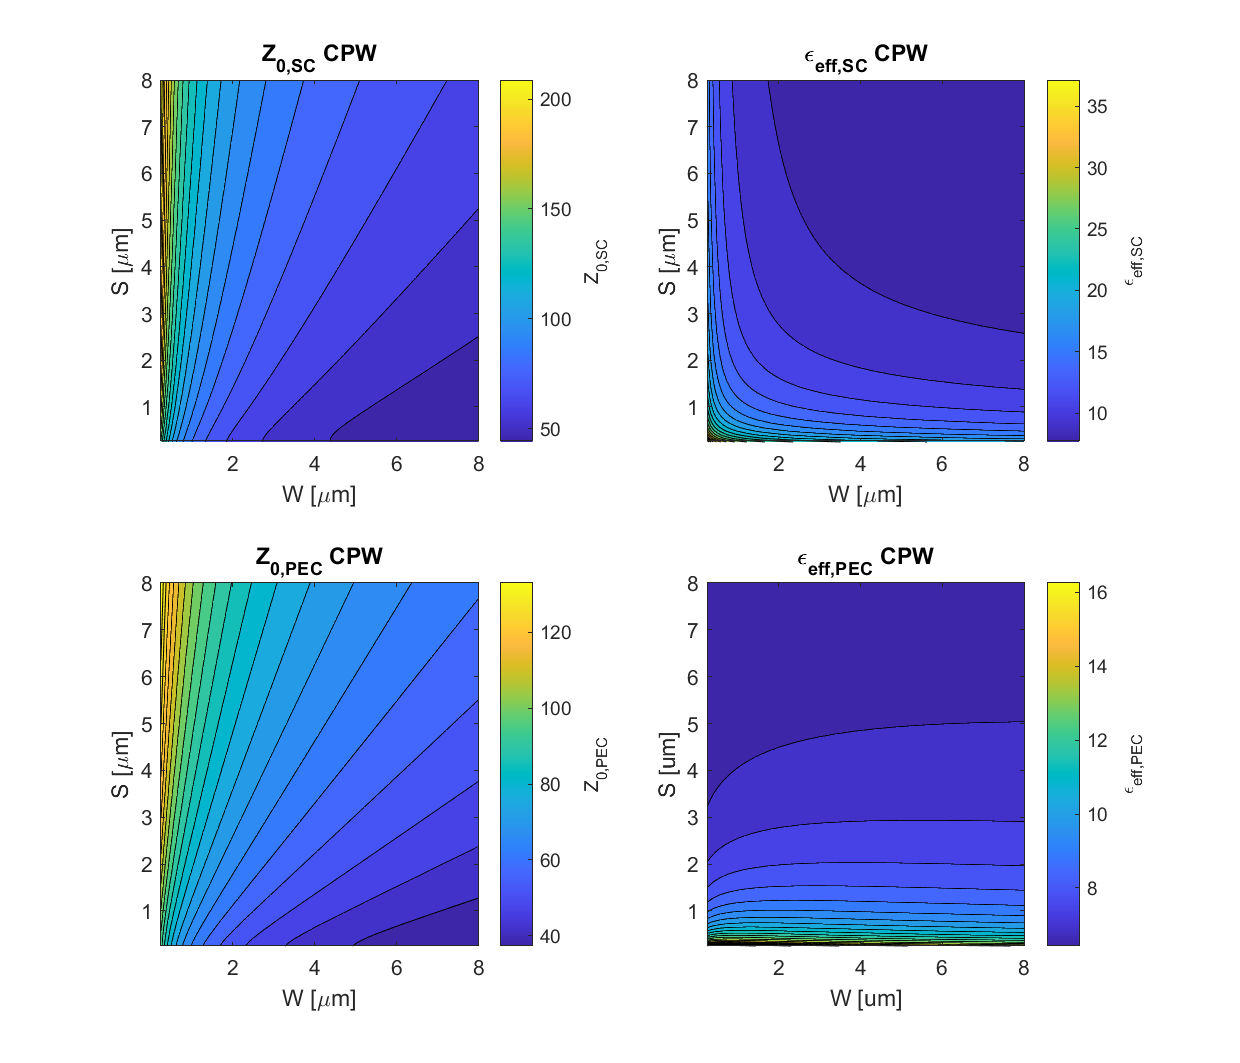 Z0,SC CPW
8
7
6
5
4
3
2
1
S [μm]
2 4 6 8
W [μm]
200
150
100
50
Z0,SC
ϵeff,SC CPW
8
7
6
5
4
3
2
1
S [μm]
2 4 6 8
W [μm]
35
30
25
20
15
10
ϵeff,SC
Z0,PEC CPW
8
7
6
5
4
3
2
1
S [μm]
2 4 6 8
W [μm]
120
100
80
60
40
Z0,PEC
ϵeff,PEC CPW
8
7
6
5
4
3
2
1
S [um]
2 4 6 8
W [um]
16
14
12
10
8
ϵeff,PEC